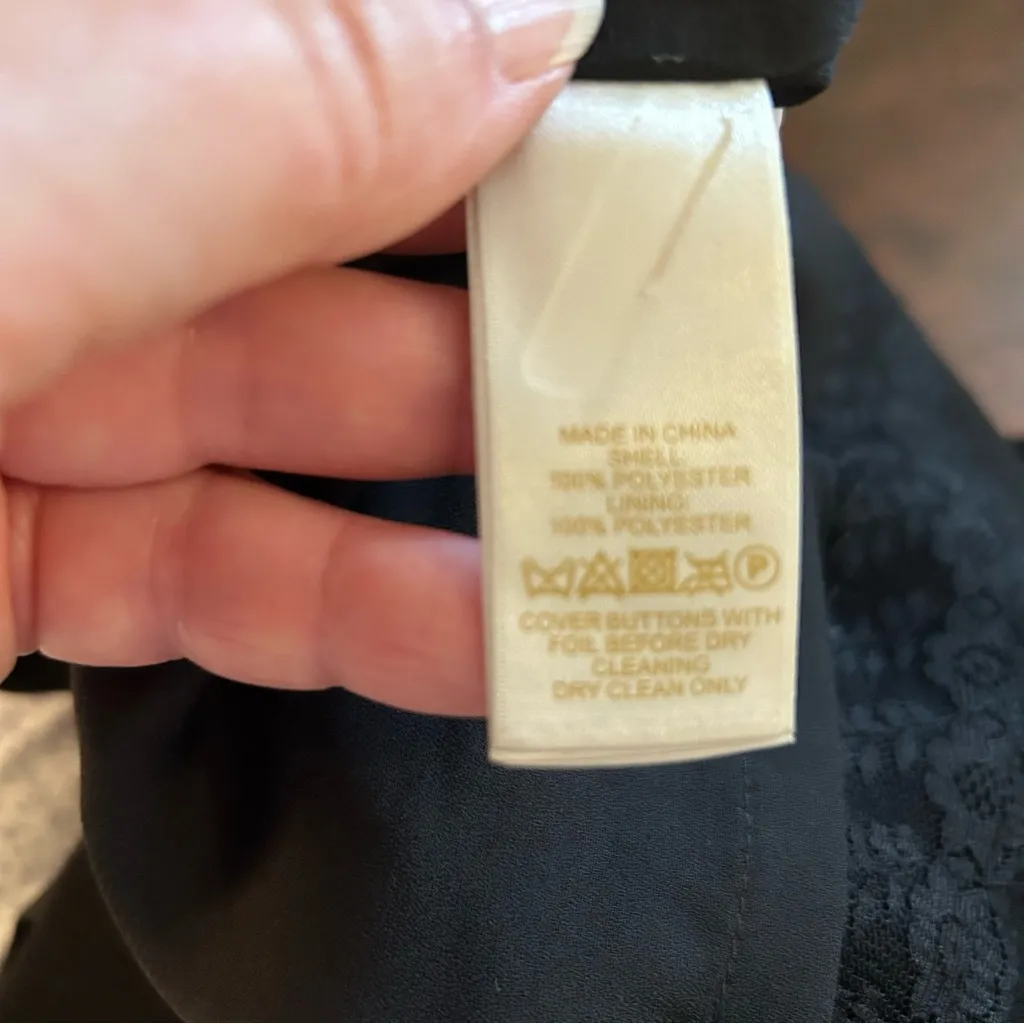 MADE IN CHINA
SHELL:
100% POLYESTER
LINING:
100% POLYESTER
P
COVER BUTTONS WITH
FOIL BEFORE DRY
CLEANING
DRY CLEAN ONLY